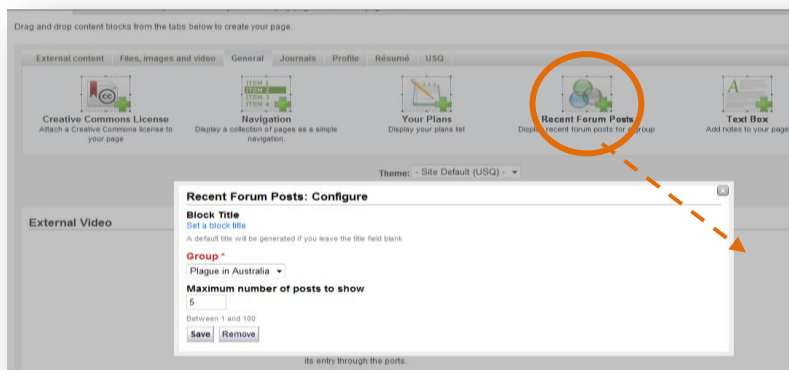 Drag and drop content blocks from the tabs below to create your page.
External content Files, images and video General Journals Profile Résumé USQ
ITEM 1
ITEM 2
ITEM 3
ITEM 4
Creative Commons License
Attach a Creative Commons license to
your page
Navigation
Display a collection of pages as a simple
navigation.
Your Plans
Display your plans list
Recent Forum Posts
Display recent forum posts for a group
Text Box
Add notes to your page
Theme: - Site Default (USQ) -
External Video
Recent Forum Posts: Configure
Block Title
Set a block title
A default title will be generated if you leave the title field blank
Group *
Plague in Australia
Maximum number of posts to show
5
Between 1 and 100
Save Remove
its entry through the ports.